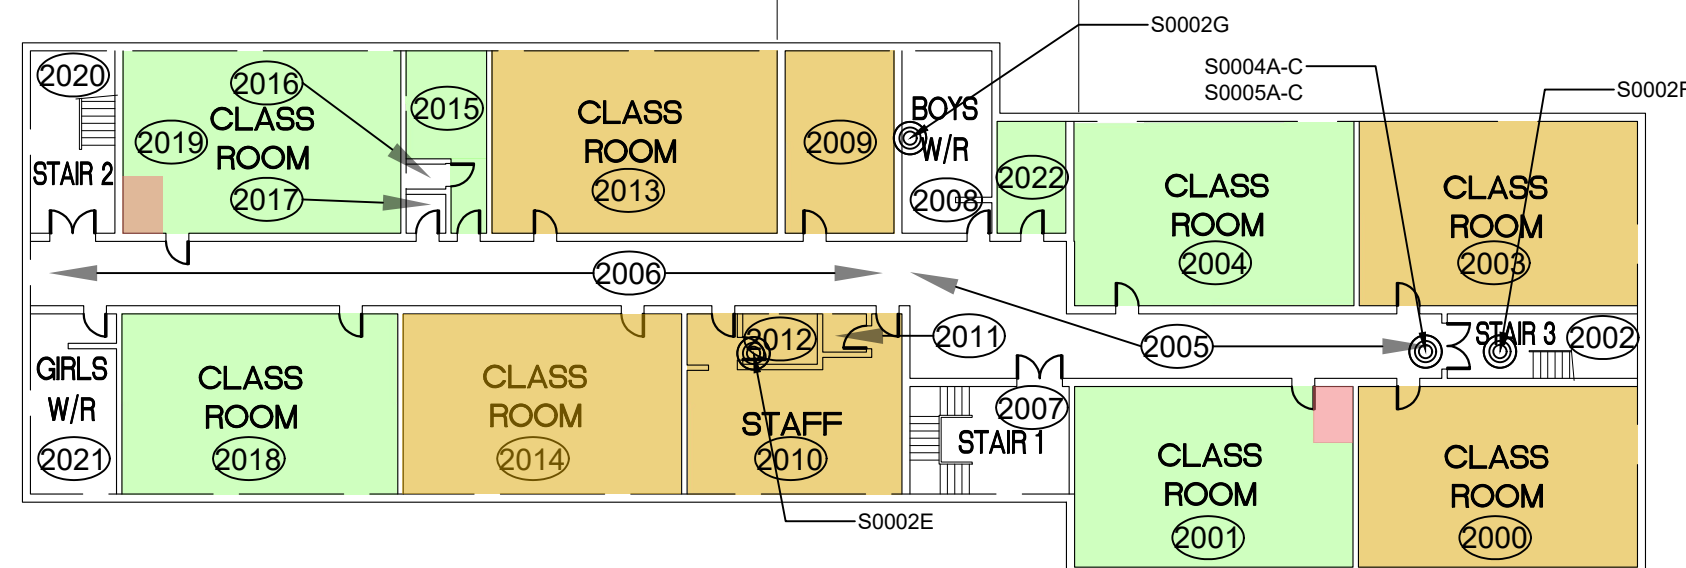 S0002G
S0004A-C
S0005A-C
S0002F
2020
2016
2015
CLASS
ROOM
2019
2017
STAIR 2
CLASS
ROOM
2013
2009
BOYS
W/R
2008
2022
CLASS
ROOM
2004
CLASS
ROOM
2003
2006
2005
2012
2011
STAIR 3
2002
GIRLS
W/R
2021
CLASS
ROOM
2018
CLASS
ROOM
2014
STAFF
2010
2007
STAIR 1
CLASS
ROOM
2001
CLASS
ROOM
2000
S0002E